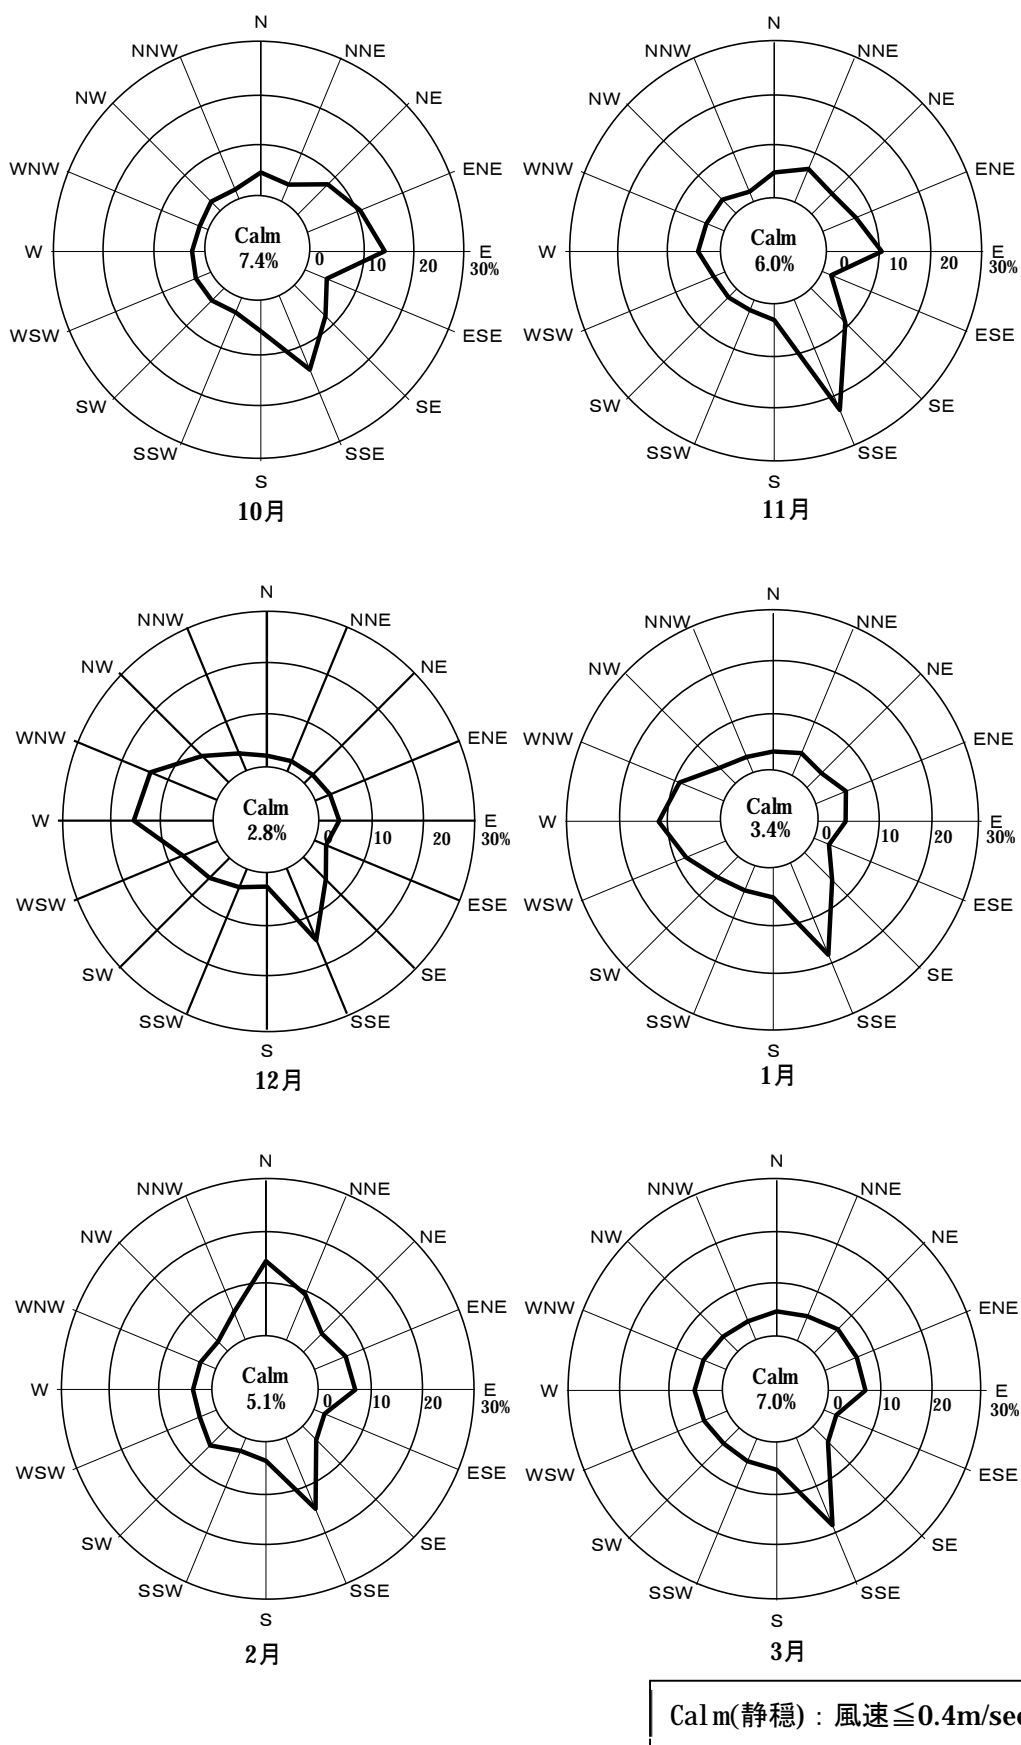 N
NNW
NNE
NW
NE
WNW
ENE
Calm
7.4%
W
0
10
20
E
30%
WSW
ESE
SW
SE
SSW
SSE
S
10月
N
NNW
NNE
NW
NE
WNW
ENE
Calm
6.0%
W
0
10
20
E
30%
WSW
ESE
SW
SE
SSW
SSE
S
11月
N
NNW
NNE
NW
NE
WNW
ENE
Calm
2.8%
W
0
10
20
E
30%
WSW
ESE
SW
SE
SSW
SSE
S
12月
N
NNW
NNE
NW
NE
WNW
ENE
Calm
3.4%
W
0
10
20
E
30%
WSW
ESE
SW
SE
SSW
SSE
S
1月
N
NNW
NNE
NW
NE
WNW
ENE
Calm
5.1%
W
0
10
20
E
30%
WSW
ESE
SW
SE
SSW
SSE
S
2月
N
NNW
NNE
NW
NE
WNW
ENE
Calm
7.0%
W
0
10
20
E
30%
WSW
ESE
SW
SE
SSW
SSE
S
3月
Calm(静穏)：風速≦0.4m/sec